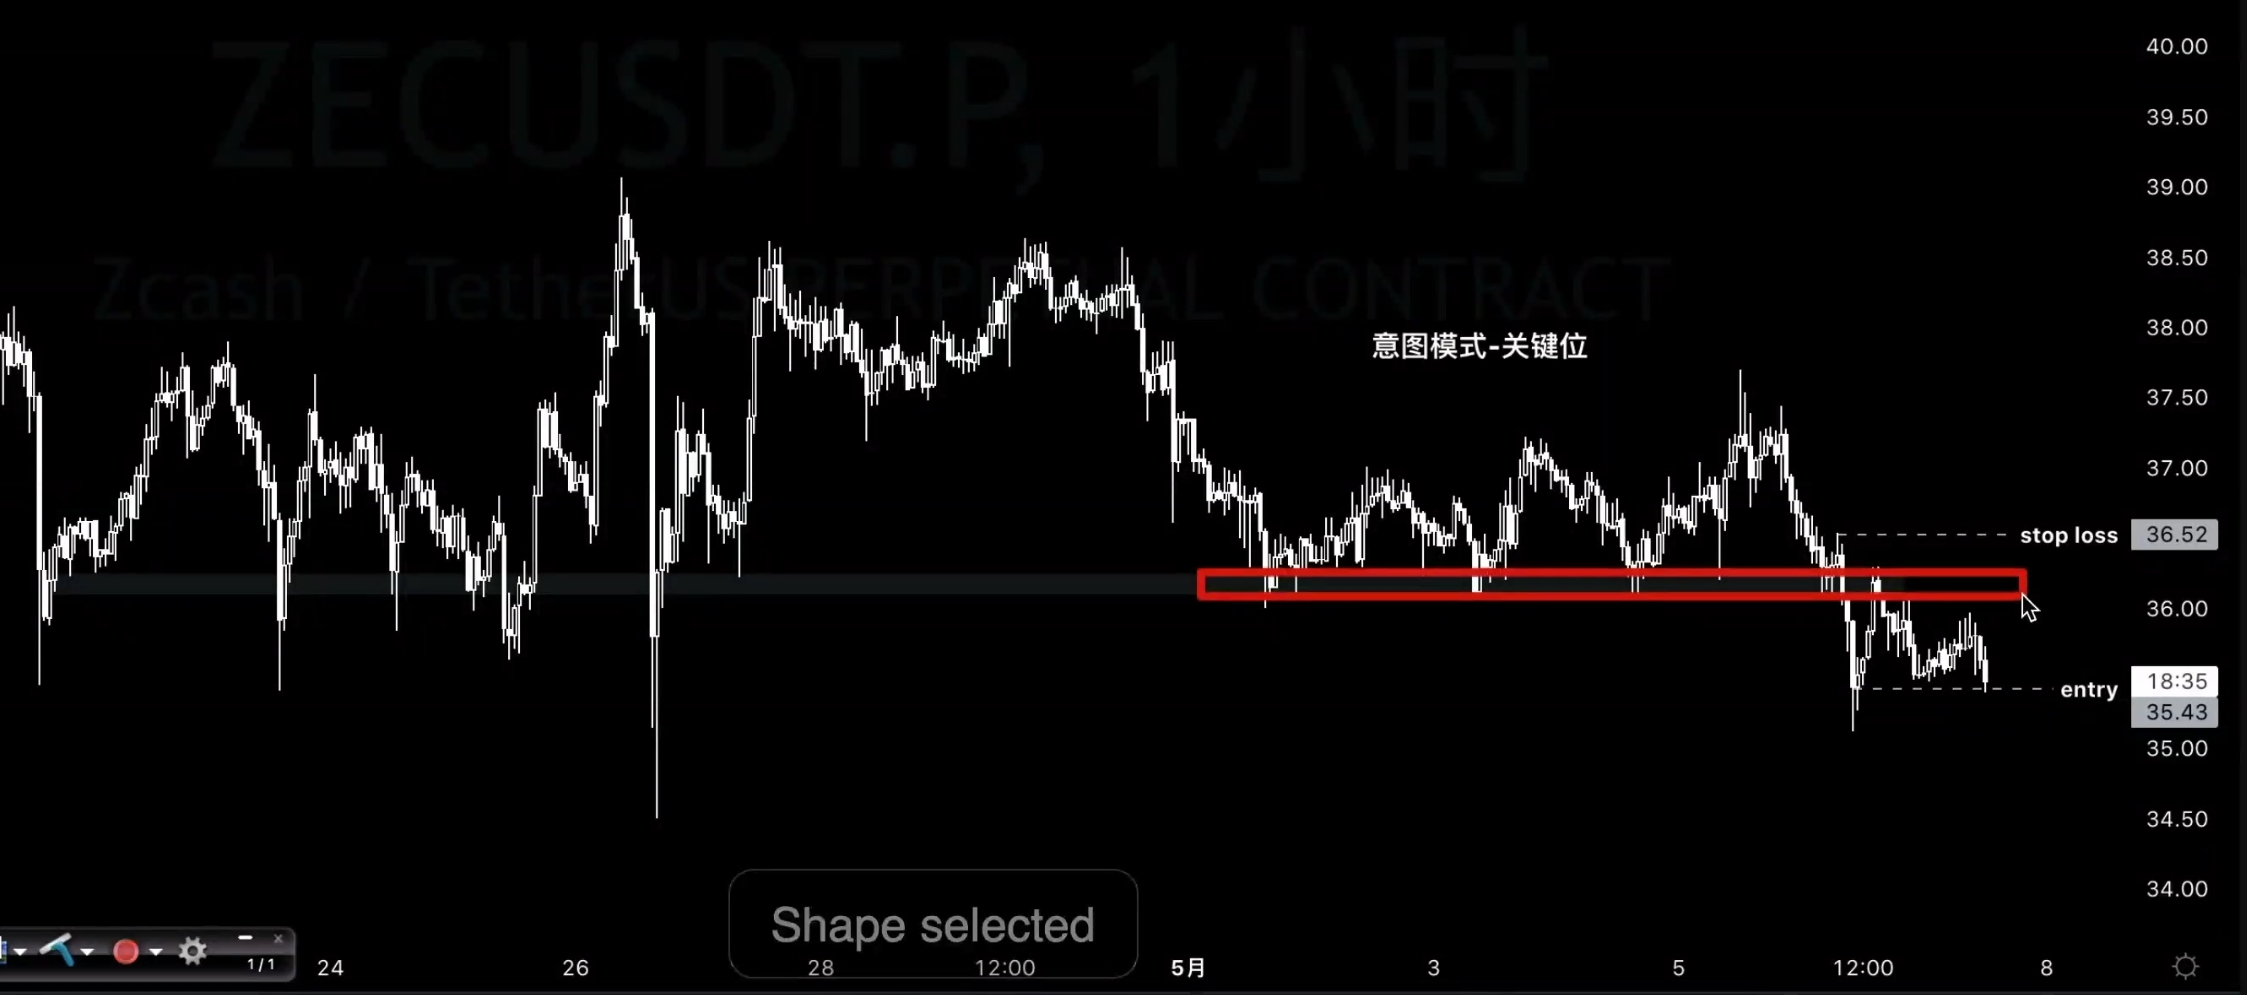 ZECUSDT.P, 1小时
Zcash / TetherUS PERPETUAL CONTRACT
意图模式-关键位
40.00
39.50
39.00
38.50
38.00
37.50
37.00
stop loss 36.52
36.00
entry 18:35
35.43
35.00
34.50
34.00
Shape selected
1/1
24 26 28 12:00 5月 3 5 12:00 8